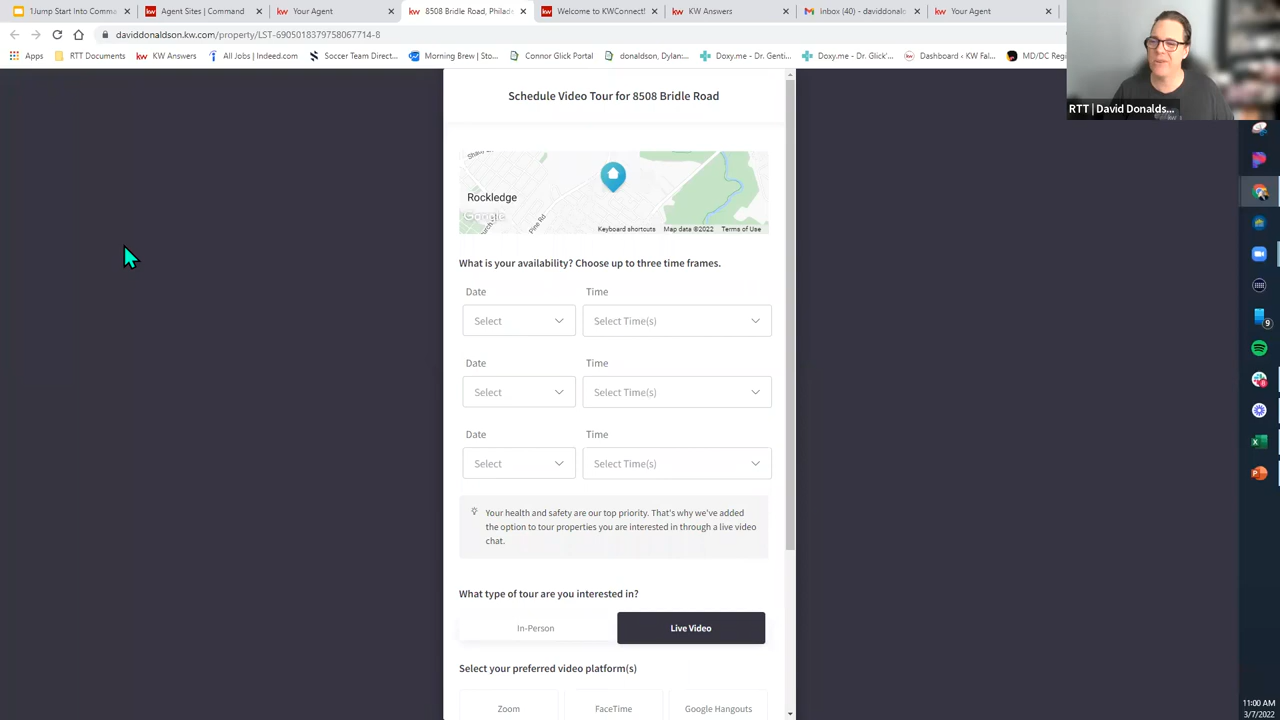 1Jump Start Into Comma
Agent Sites | Command
Your Agent
8508 Bridle Road, Philade
Welcome to KWConnect!
KW Answers
Inbox (40) - daviddonaldso
Your Agent
daviddonaldson.kw.com/property/LST-6905018379758067714-8
Apps
RTT Documents
KW Answers
All Jobs | Indeed.com
Soccer Team Direct...
Morning Brew | Sto...
Connor Glick Portal
donaldson, Dylan:...
Doxy.me - Dr. Genti...
Doxy.me - Dr. Glick'...
Dashboard ‹ KW Fal...
MD/DC Reg
RTT | David Donalds...
Schedule Video Tour for 8508 Bridle Road
Rockledge
Pine Rd
Google
Keyboard shortcuts
Map data ©2022
Terms of Use
What is your availability? Choose up to three time frames.
Date Time
Select Select Time(s)
Date Time
Select Select Time(s)
Date Time
Select Select Time(s)
Your health and safety are our top priority. That's why we've added
the option to tour properties you are interested in through a live video
chat.
What type of tour are you interested in?
In-Person Live Video
Select your preferred video platform(s)
Zoom FaceTime Google Hangouts
9
11:00 AM
3/7/2022